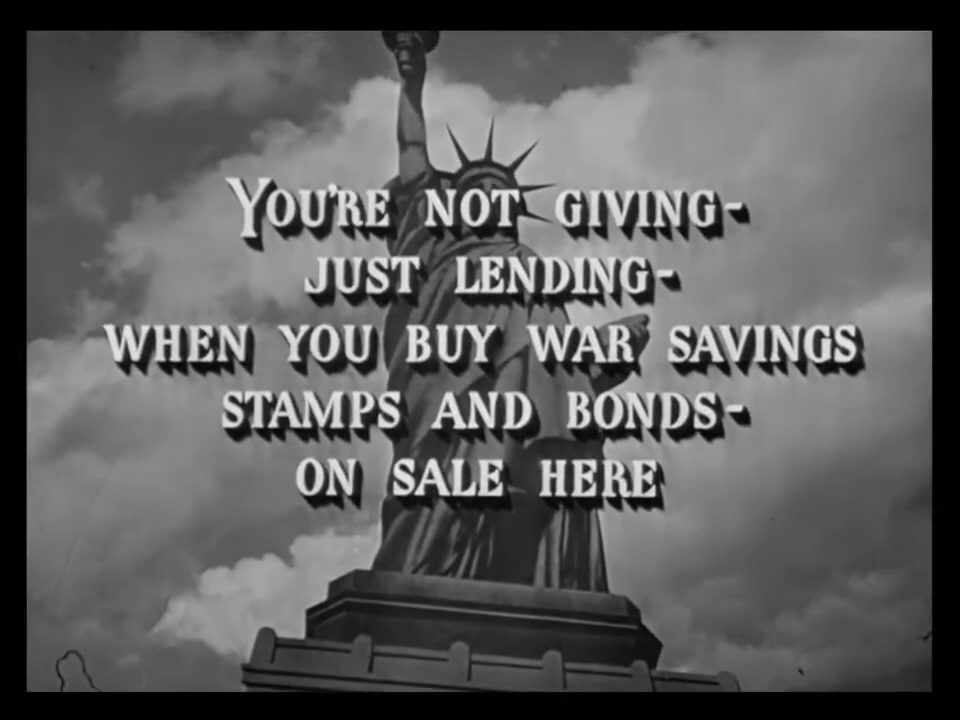 YOU'RE NOT GIVING-
JUST LENDING-
WHEN YOU BUY WAR SAVINGS
STAMPS AND BONDS-
ON SALE HERE